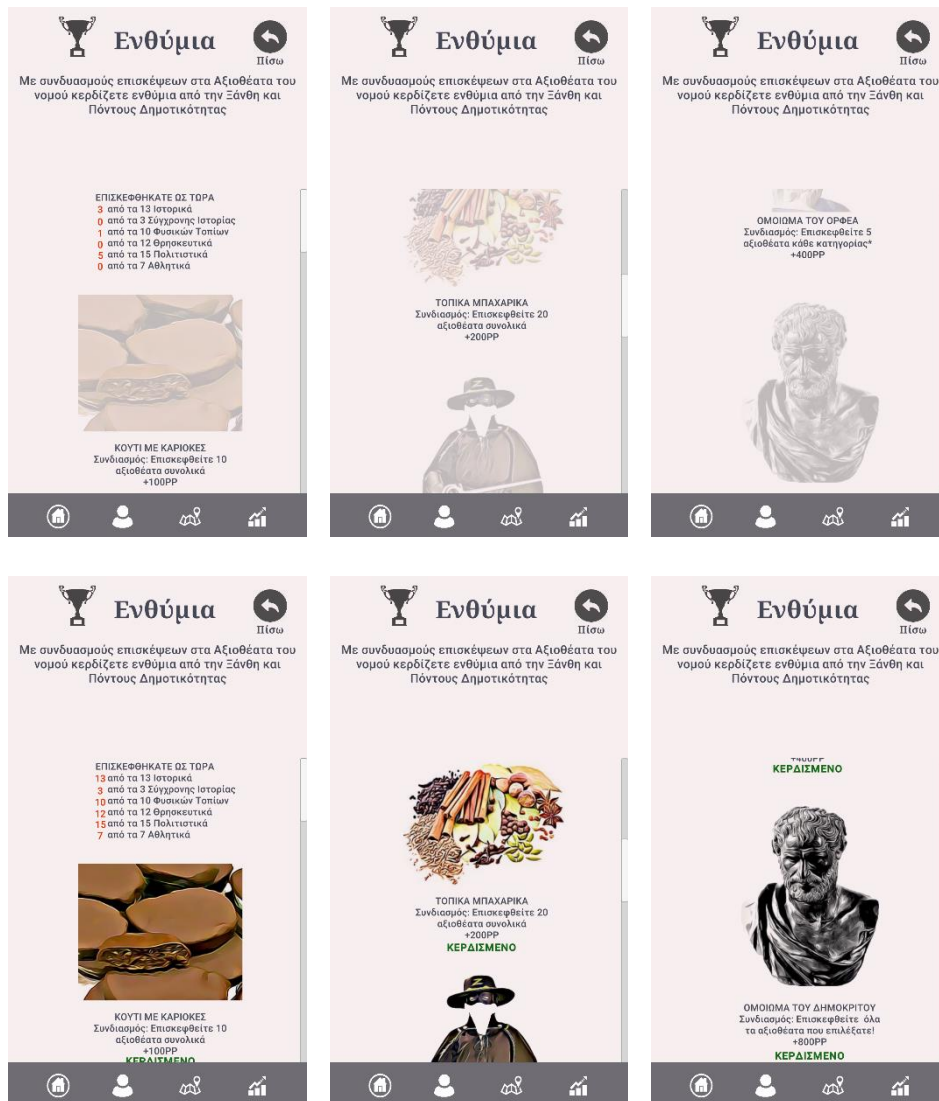 Ενθύμια
Πίσω
Με συνδυασμούς επισκέψεων στα Αξιοθέατα του
νομού κερδίζετε ενθύμια από την Ξάνθη και
Πόντους Δημοτικότητας
ΕΠΙΣΚΕΦΘΗΚΑΤΕ ΩΣ ΤΩΡΑ
3 από τα 13 Ιστορικά
0 από τα 3 Σύγχρονης Ιστορίας
1 από τα 10 Φυσικών Τοπίων
0 από τα 12 Θρησκευτικά
5 από τα 15 Πολιτιστικά
0 από τα 7 Αθλητικά
ΚΟΥΤΙ ΜΕ ΚΑΡΙΟΚΕΣ
Συνδιασμός: Επισκεφθείτε 10
αξιοθέατα συνολικά
+100PP
Ενθύμια
Πίσω
Με συνδυασμούς επισκέψεων στα Αξιοθέατα του
νομού κερδίζετε ενθύμια από την Ξάνθη και
Πόντους Δημοτικότητας
ΤΟΠΙΚΑ ΜΠΑΧΑΡΙΚΑ
Συνδιασμός: Επισκεφθείτε 20
αξιοθέατα συνολικά
+200PP
Ενθύμια
Πίσω
Με συνδυασμούς επισκέψεων στα Αξιοθέατα του
νομού κερδίζετε ενθύμια από την Ξάνθη και
Πόντους Δημοτικότητας
ΟΜΟΙΩΜΑ ΤΟΥ ΟΡΦΕΑ
Συνδιασμός: Επισκεφθείτε 5
αξιοθέατα κάθε κατηγορίας*
+400PP
Ενθύμια
Πίσω
Με συνδυασμούς επισκέψεων στα Αξιοθέατα του
νομού κερδίζετε ενθύμια από την Ξάνθη και
Πόντους Δημοτικότητας
ΕΠΙΣΚΕΦΘΗΚΑΤΕ ΩΣ ΤΩΡΑ
13 από τα 13 Ιστορικά
3 από τα 3 Σύγχρονης Ιστορίας
10 από τα 10 Φυσικών Τοπίων
12 από τα 12 Θρησκευτικά
15 από τα 15 Πολιτιστικά
7 από τα 7 Αθλητικά
ΚΟΥΤΙ ΜΕ ΚΑΡΙΟΚΕΣ
Συνδιασμός: Επισκεφθείτε 10
αξιοθέατα συνολικά
+100PP
ΚΕΡΔΙΣΜΕΝΟ
Ενθύμια
Πίσω
Με συνδυασμούς επισκέψεων στα Αξιοθέατα του
νομού κερδίζετε ενθύμια από την Ξάνθη και
Πόντους Δημοτικότητας
ΤΟΠΙΚΑ ΜΠΑΧΑΡΙΚΑ
Συνδιασμός: Επισκεφθείτε 20
αξιοθέατα συνολικά
+200PP
ΚΕΡΔΙΣΜΕΝΟ
Z
Ενθύμια
Πίσω
Με συνδυασμούς επισκέψεων στα Αξιοθέατα του
νομού κερδίζετε ενθύμια από την Ξάνθη και
Πόντους Δημοτικότητας
+400PP
ΚΕΡΔΙΣΜΕΝΟ
ΟΜΟΙΩΜΑ ΤΟΥ ΔΗΜΟΚΡΙΤΟΥ
Συνδιασμός: Επισκεφθείτε όλα
τα αξιοθέατα που επιλέξατε!
+800PP
ΚΕΡΔΙΣΜΕΝΟ